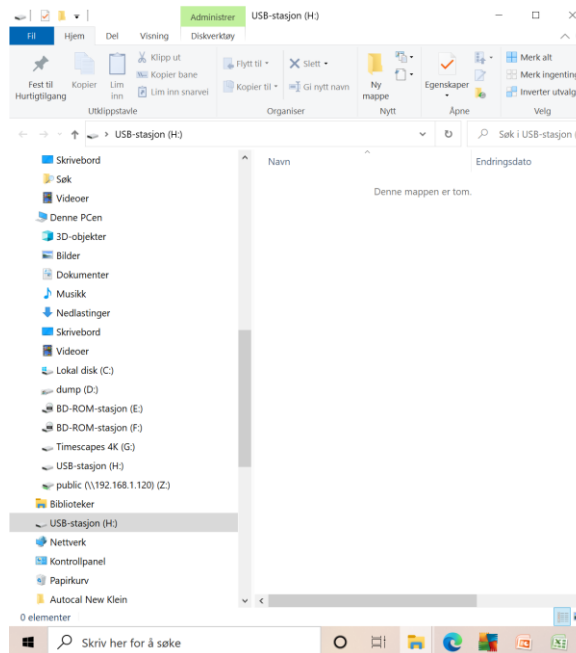 Administrer USB-stasjon (H:)
Fil Hjem Del Visning Diskverktøy
Fest til Hurtigtilgang
Kopier
Lim inn
Klipp ut
Kopier bane
Lim inn snarvei
Utklippstavle
Flytt til
Kopier til
Slett
Gi nytt navn
Organiser
Ny mappe
Nytt
Egenskaper
Åpne
Merk alt
Merk ingenting
Inverter utvalg
Velg
USB-stasjon (H:)
Søk i USB-stasjon (
Navn Endringsdato
Denne mappen er tom.
Skrivebord
Søk
Videoer
Denne PCen
3D-objekter
Bilder
Dokumenter
Musikk
Nedlastinger
Skrivebord
Videoer
Lokal disk (C:)
dump (D:)
BD-ROM-stasjon (E:)
BD-ROM-stasjon (F:)
Timescapes 4K (G:)
USB-stasjon (H:)
public (\\192.168.1.120) (Z:)
Biblioteker
USB-stasjon (H:)
Nettverk
Kontrollpanel
Papirkurv
Autocal New Klein
0 elementer
Skriv her for å søke